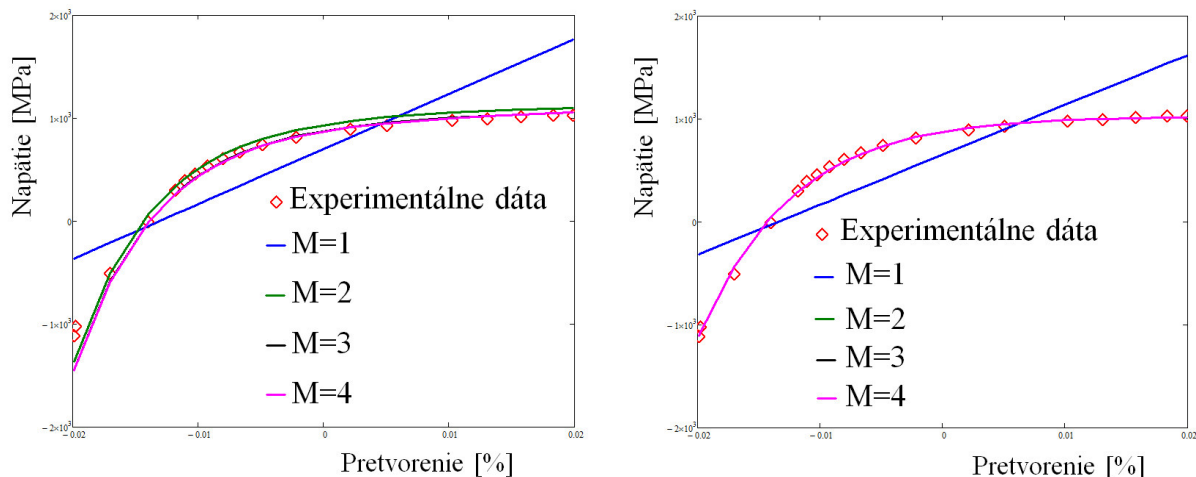 Napätie [MPa]
2×10³
1×10³
0
−1×10³
−2×10³
Experimentálne dáta
M=1
M=2
M=3
M=4
−0.02
−0.01
0
0.01
0.02
Pretvorenie [%]
Napätie [MPa]
2×10³
1×10³
0
−1×10³
−2×10³
Experimentálne dáta
M=1
M=2
M=3
M=4
−0.02
−0.01
0
0.01
0.02
Pretvorenie [%]